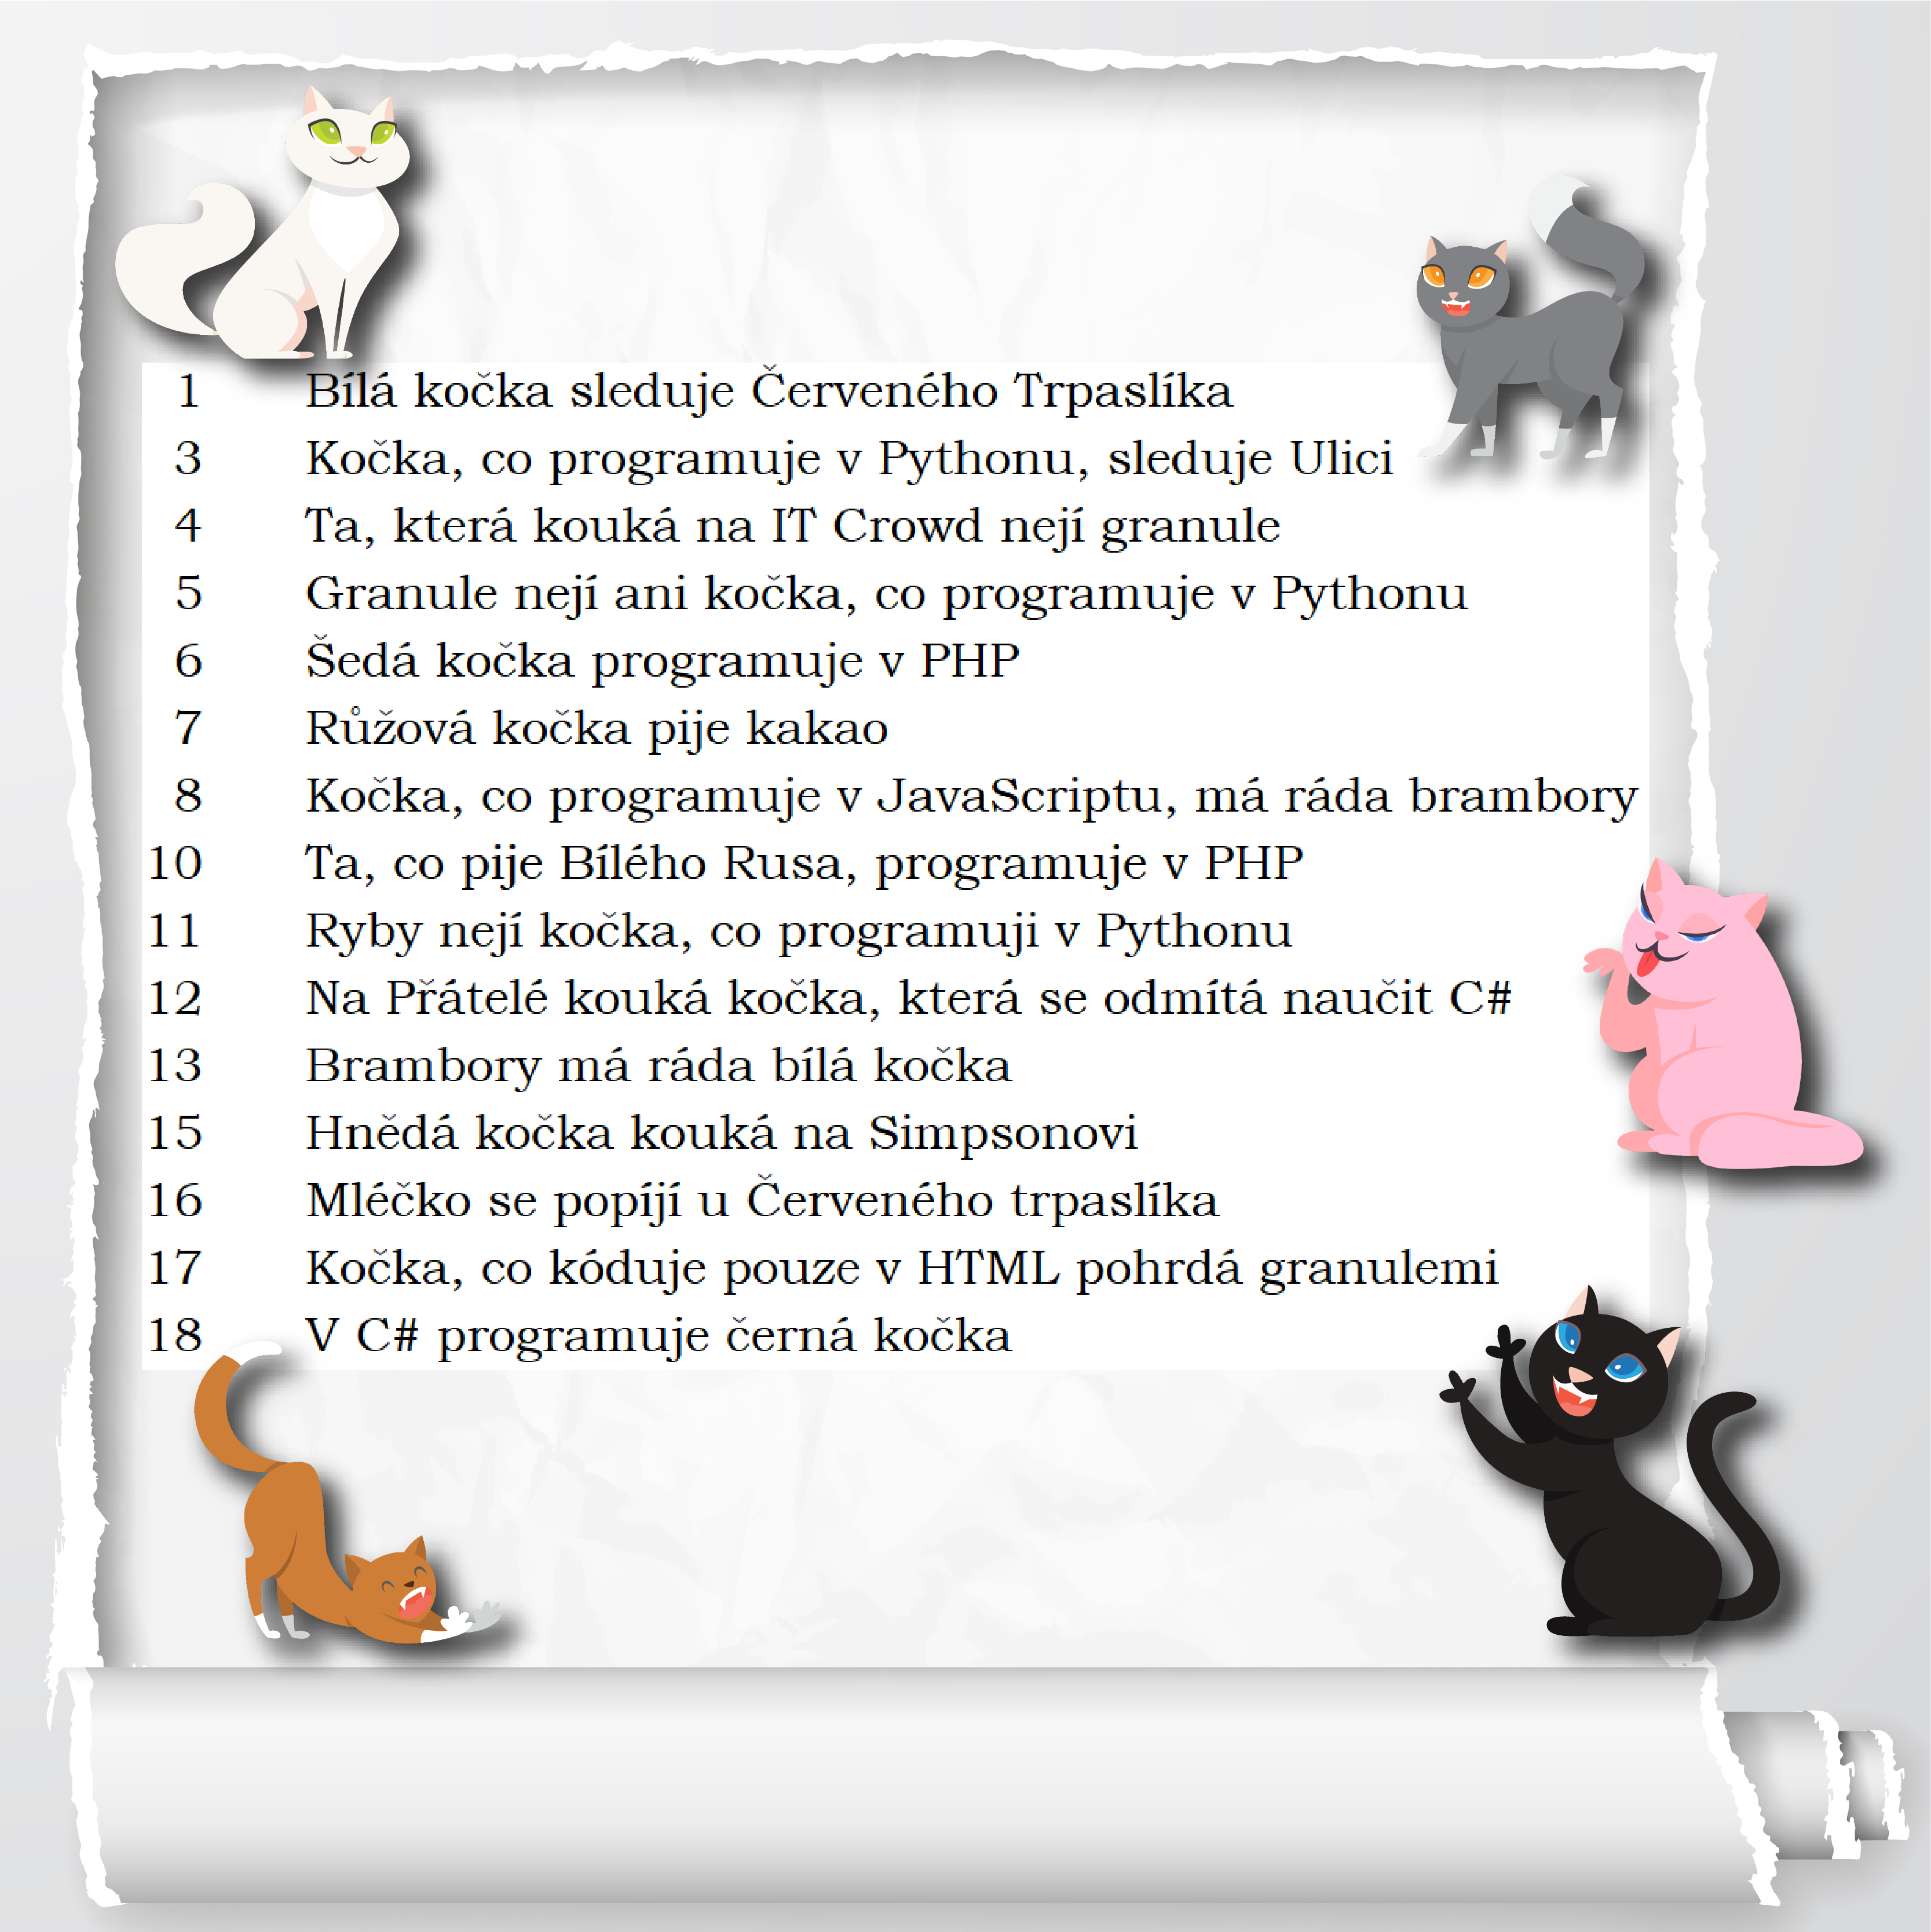 1 Bílá kočka sleduje Červeného Trpaslíka
3 Kočka, co programuje v Pythonu, sleduje Ulici
4 Ta, která kouká na IT Crowd nejí granule
5 Granule nejí ani kočka, co programuje v Pythonu
6 Šedá kočka programuje v PHP
7 Růžová kočka pije kakao
8 Kočka, co programuje v JavaScriptu, má ráda brambory
10 Ta, co pije Bílého Rusa, programuje v PHP
11 Ryby nejí kočka, co programuji v Pythonu
12 Na Přátelé kouká kočka, která se odmítá naučit C#
13 Brambory má ráda bílá kočka
15 Hnědá kočka kouká na Simpsonovi
16 Mléčko se popíjí u Červeného trpaslíka
17 Kočka, co kóduje pouze v HTML pohrdá granulemi
18 V C# programuje černá kočka